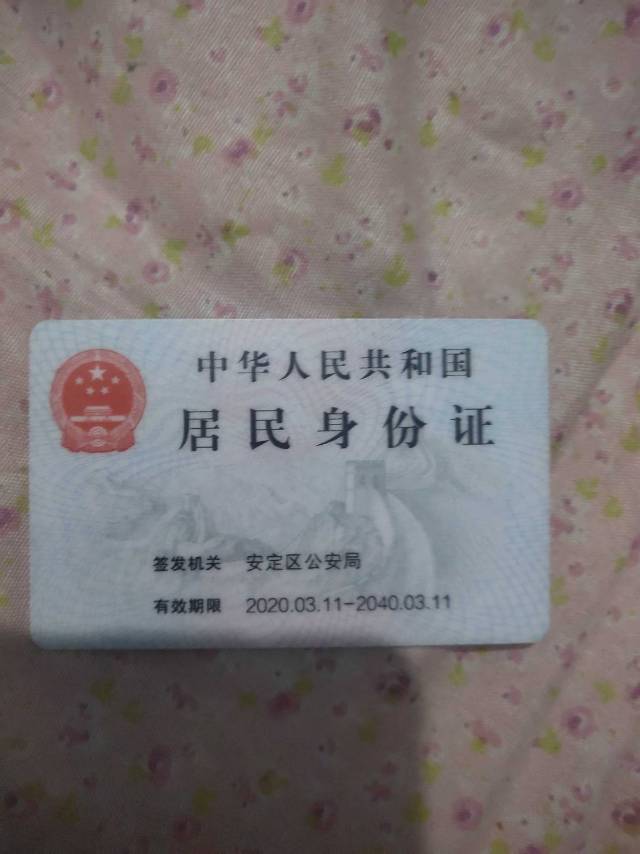 中华人民共和国
居民身份证
签发机关 安定区公安局
有效期限 2020.03.11-2040.03.11